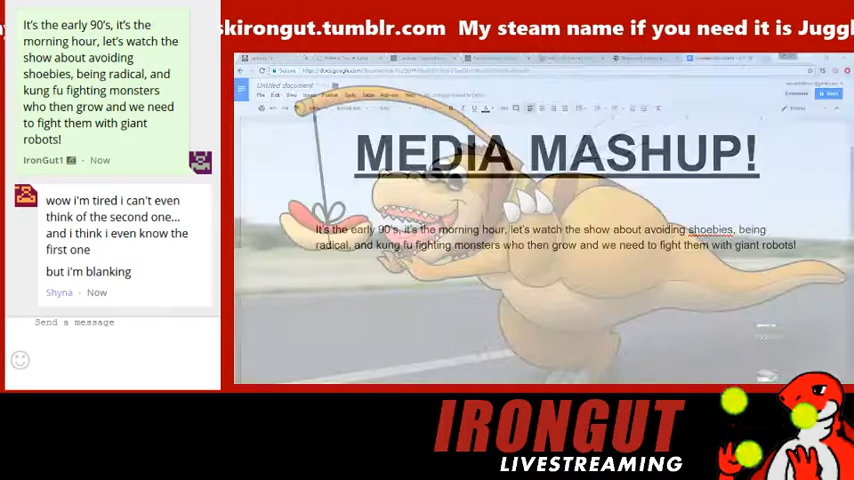 skirongut.tumblr.com My steam name if you need it is Juggl
It's the early 90's, it's the
morning hour, let's watch the
show about avoiding
shoebies, being radical, and
kung fu fighting monsters
who then grow and we need
to fight them with giant
robots!
IronGut1 Now
wow i'm tired i can't even
think of the second one...
and i think i even know the
first one
but i'm blanking
Shyna Now
Send a message
Untitled document
MEDIA MASHUP!
It's the early 90's, it's the morning hour, let's watch the show about avoiding shoebies, being
radical, and kung fu fighting monsters who then grow and we need to fight them with giant robots!
IRONGUT
LIVESTREAMING